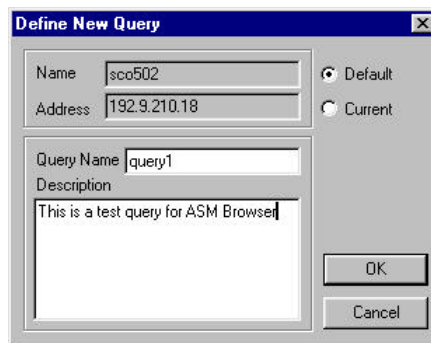 Define New Query
Name sco502
Address 192.9.210.18
Default
Current
Query Name query1
Description
This is a test query for ASM Browser
OK
Cancel